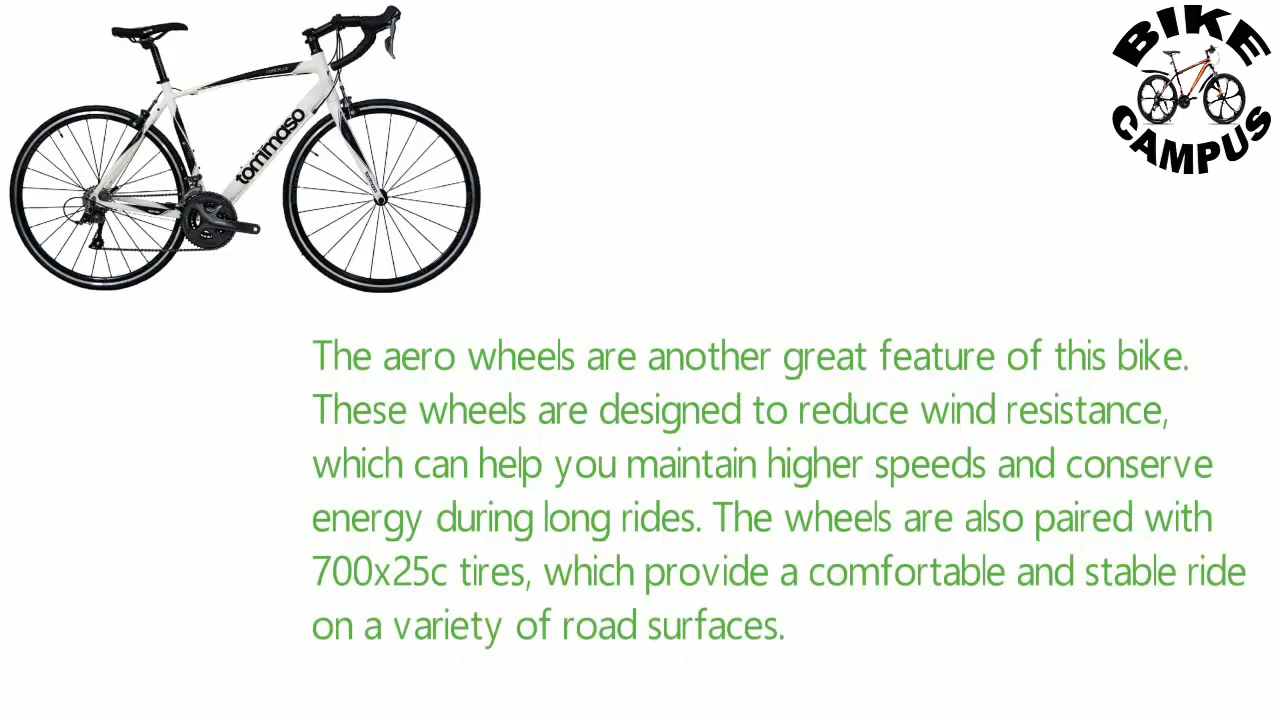 BIKE
CAMPUS
tommaso
The aero wheels are another great feature of this bike.
These wheels are designed to reduce wind resistance,
which can help you maintain higher speeds and conserve
energy during long rides. The wheels are also paired with
700x25c tires, which provide a comfortable and stable ride
on a variety of road surfaces.